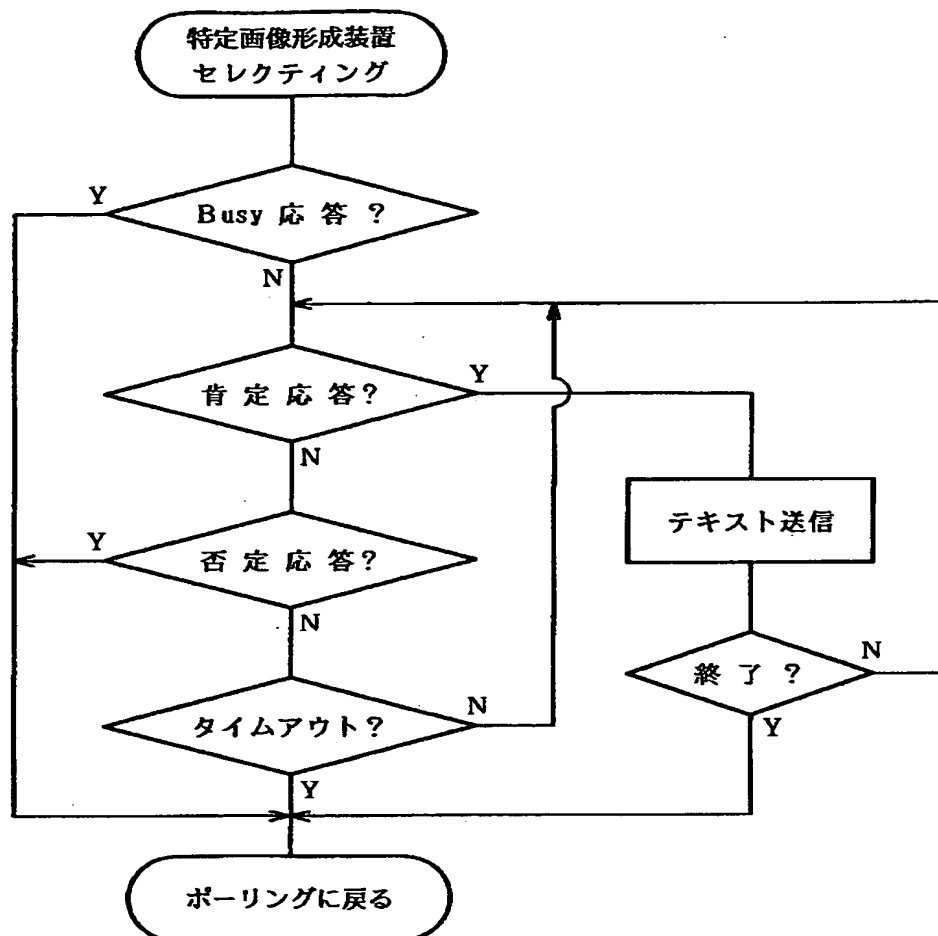 特定画像形成装置
セレクティング
Y
Busy 応答?
N
肯定応答?
Y
N
テキスト送信
Y
否定応答?
N
終了?
N
Y
タイムアウト?
N
Y
ポーリングに戻る